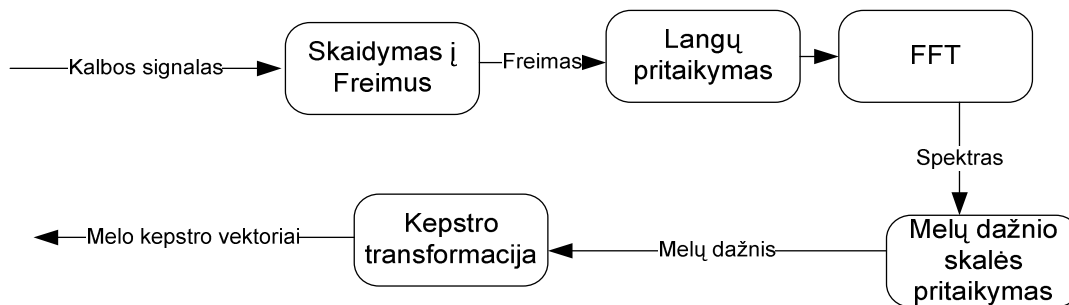 Kalbos signalas
Skaidymas į
Freimus
Freimas
Langų
pritaikymas
FFT
Spektras
Melų dažnio
skalės
pritaikymas
Melų dažnis
Kepstro
transformacija
Melo kepstro vektoriai